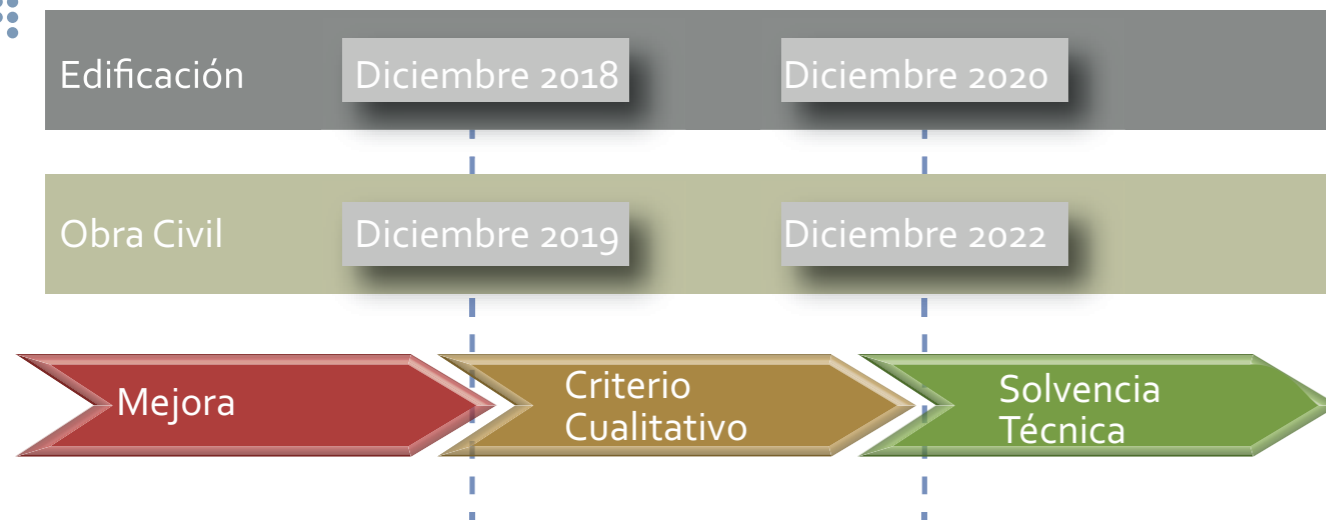 Edificación
Diciembre 2018
Diciembre 2020
Obra Civil
Diciembre 2019
Diciembre 2022
Mejora
Criterio
Cualitativo
Solvencia
Técnica